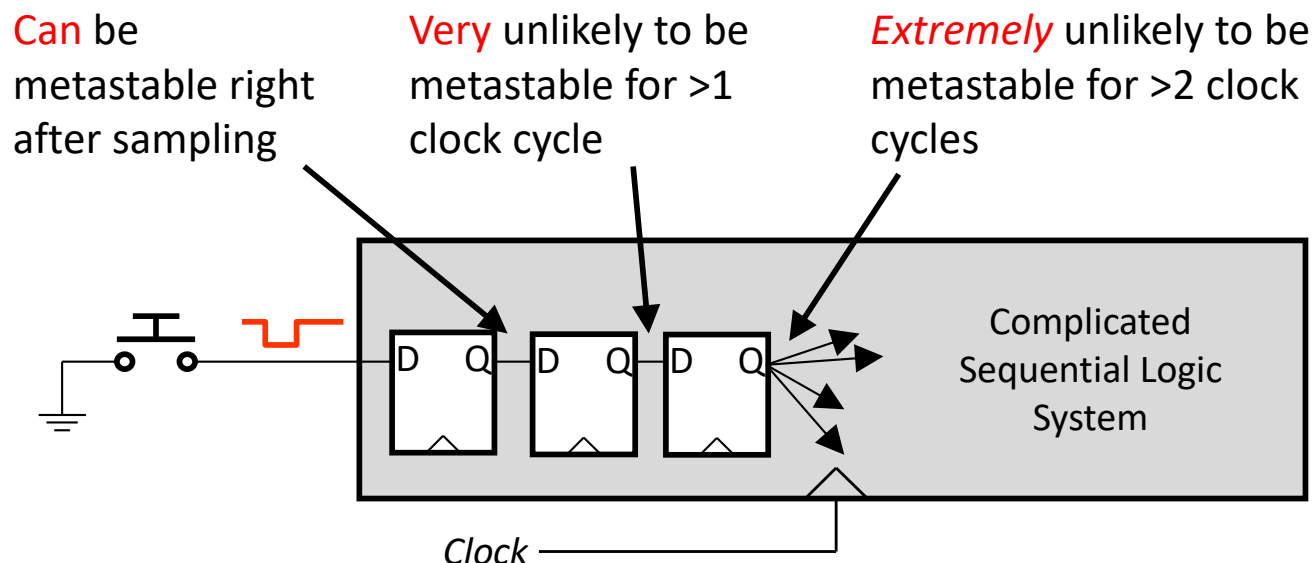 Can be
metastable right
after sampling
Very unlikely to be
metastable for >1
clock cycle
Extremely unlikely to be
metastable for >2 clock
cycles
D Q D Q D Q
Complicated
Sequential Logic
System
Clock